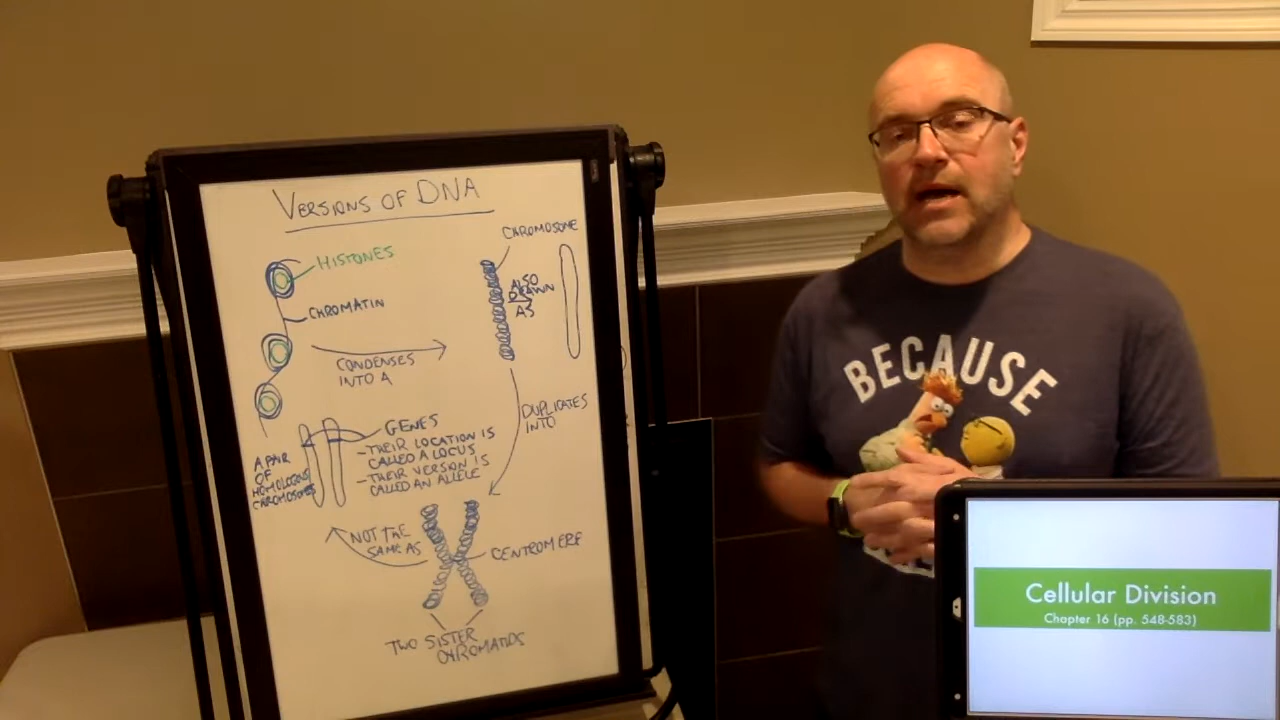 VERSIONS OF DNA
HISTONES
CHROMATIN
CONDENSES
INTO A
CHROMOSOME
ALSO
DRAWN
AS
DUPLICATES
INTO
GENES
- THEIR LOCATION IS
CALLED A LOCUS
- THEIR VERSION IS
CALLED AN ALLELE
A PAIR
OF
HOMOLOGOUS
CHROMOSOMES
NOT THE
SAME AS
CENTROMERE
TWO SISTER
CHROMATIDS
BECAUSE
Cellular Division
Chapter 16 (pp. 548-583)